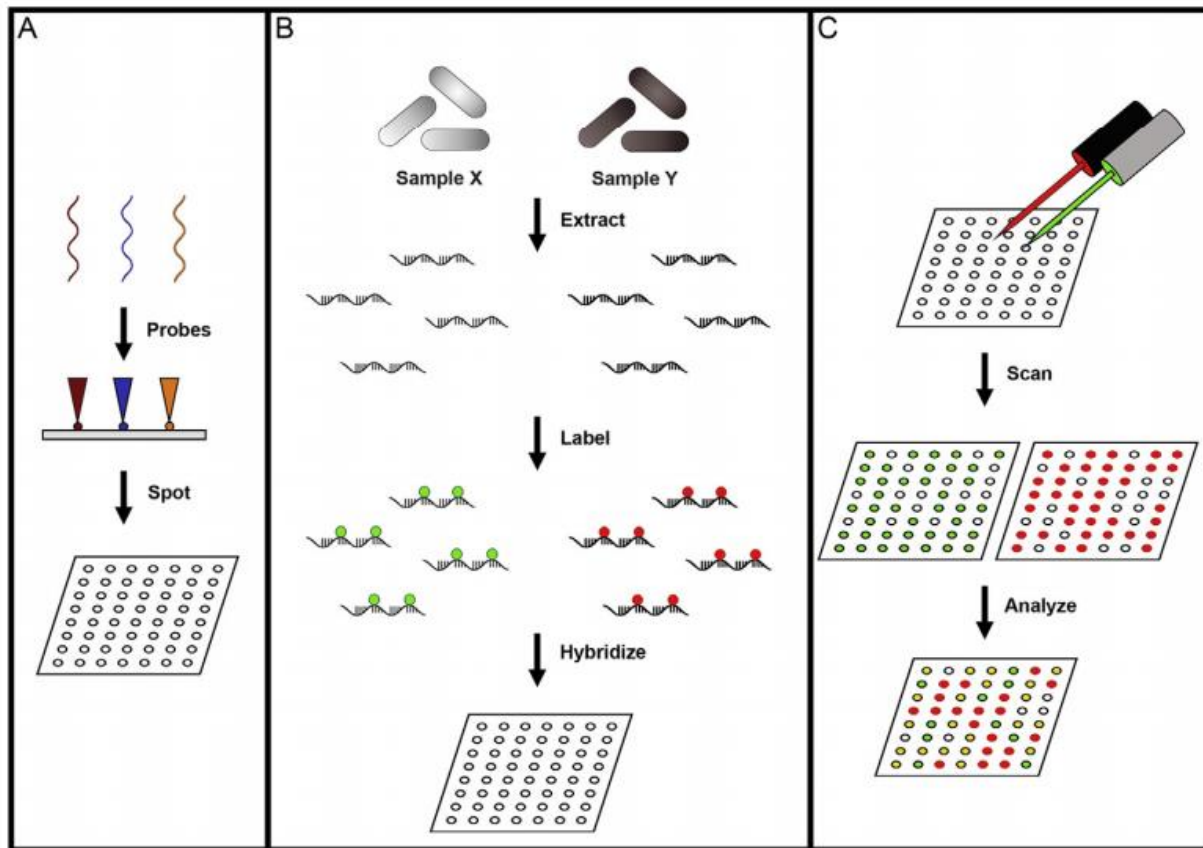 A
Probes
Spot
B
Sample X
Sample Y
Extract
Label
Hybridize
C
Scan
Analyze